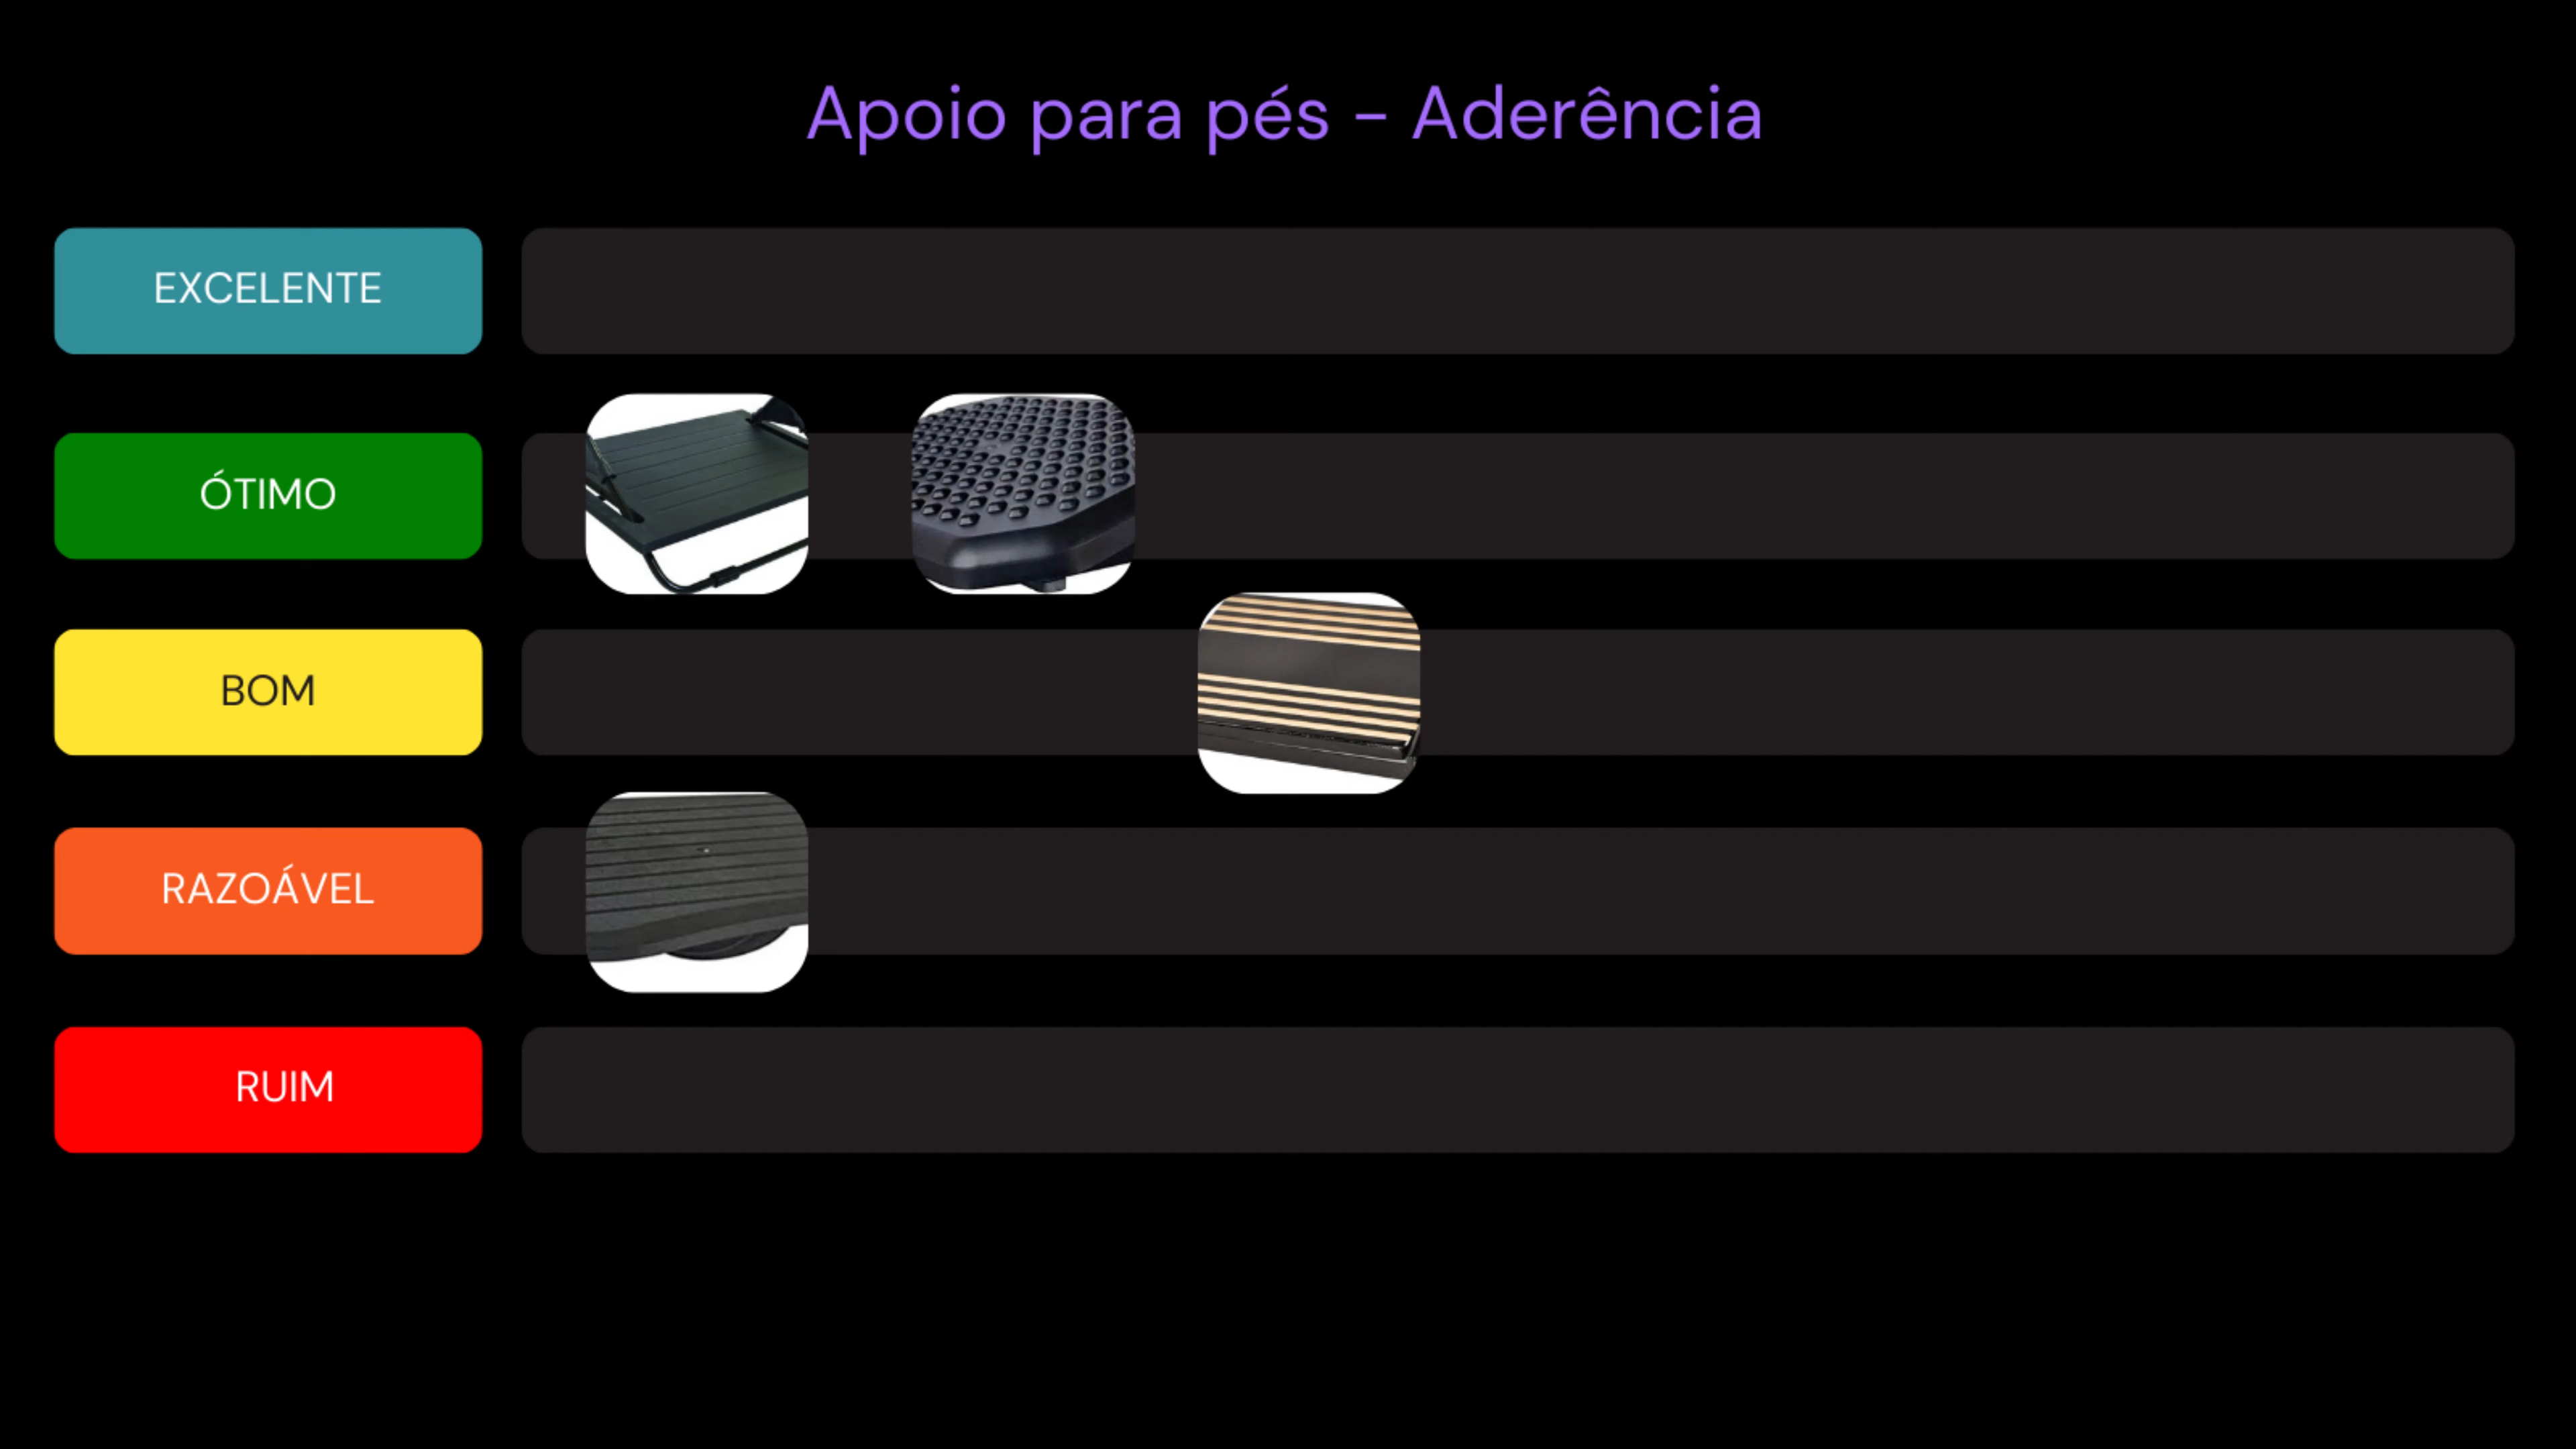 Apoio para pés - Aderência
EXCELENTE
ÓTIMO
BOM
RAZOÁVEL
RUIM